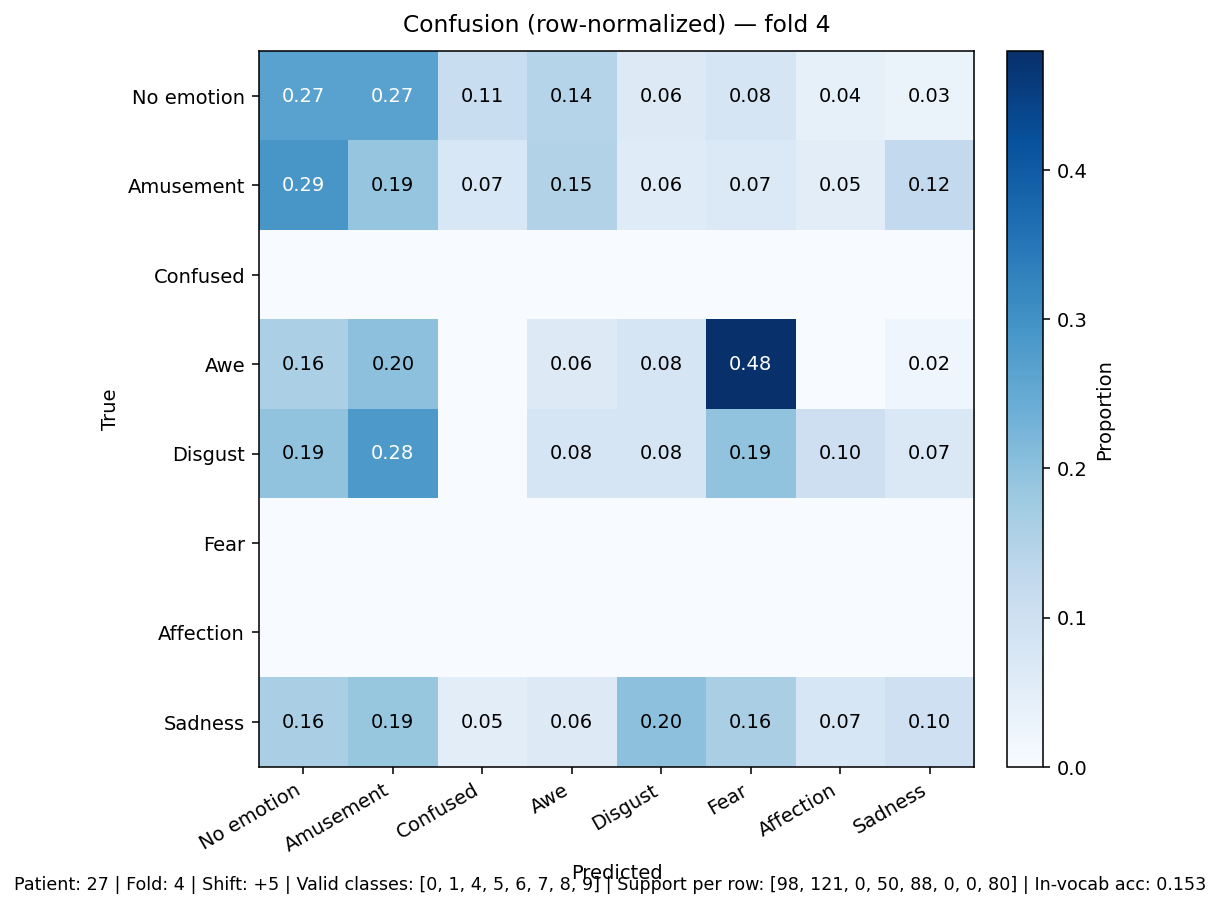 Confusion (row-normalized) — fold 4
No emotion 0.27 0.27 0.11 0.14 0.06 0.08 0.04 0.03
Amusement 0.29 0.19 0.07 0.15 0.06 0.07 0.05 0.12
Confused
Awe 0.16 0.20 0.06 0.08 0.48 0.02
Disgust 0.19 0.28 0.08 0.08 0.19 0.10 0.07
Fear
Affection
Sadness 0.16 0.19 0.05 0.06 0.20 0.16 0.07 0.10
True
No emotion Amusement Confused Awe Disgust Fear Affection Sadness
Predicted
0.4
0.3
0.2
0.1
0.0
Proportion
Patient: 27 | Fold: 4 | Shift: +5 | Valid classes: [0, 1, 4, 5, 6, 7, 8, 9] | Support per row: [98, 121, 0, 50, 88, 0, 0, 80] | In-vocab acc: 0.153